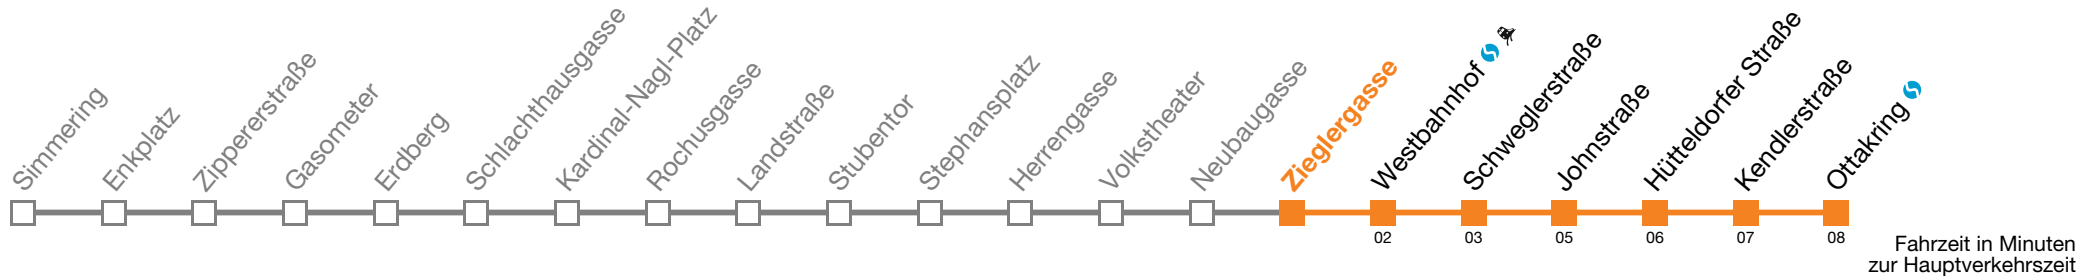 Simmering
Enkplatz
Zippererstraße
Gasometer
Erdberg
Schlachthausgasse
Kardinal-Nagl-Platz
Rochusgasse
Landstraße
Stubentor
Stephansplatz
Herrengasse
Volkstheater
Neubaugasse
Zieglergasse
Westbahnhof
Schweglerstraße
Johnstraße
Hütteldorfer Straße
Kendlerstraße
Ottakring
02 03 05 06 07 08
Fahrzeit in Minuten
zur Hauptverkehrszeit